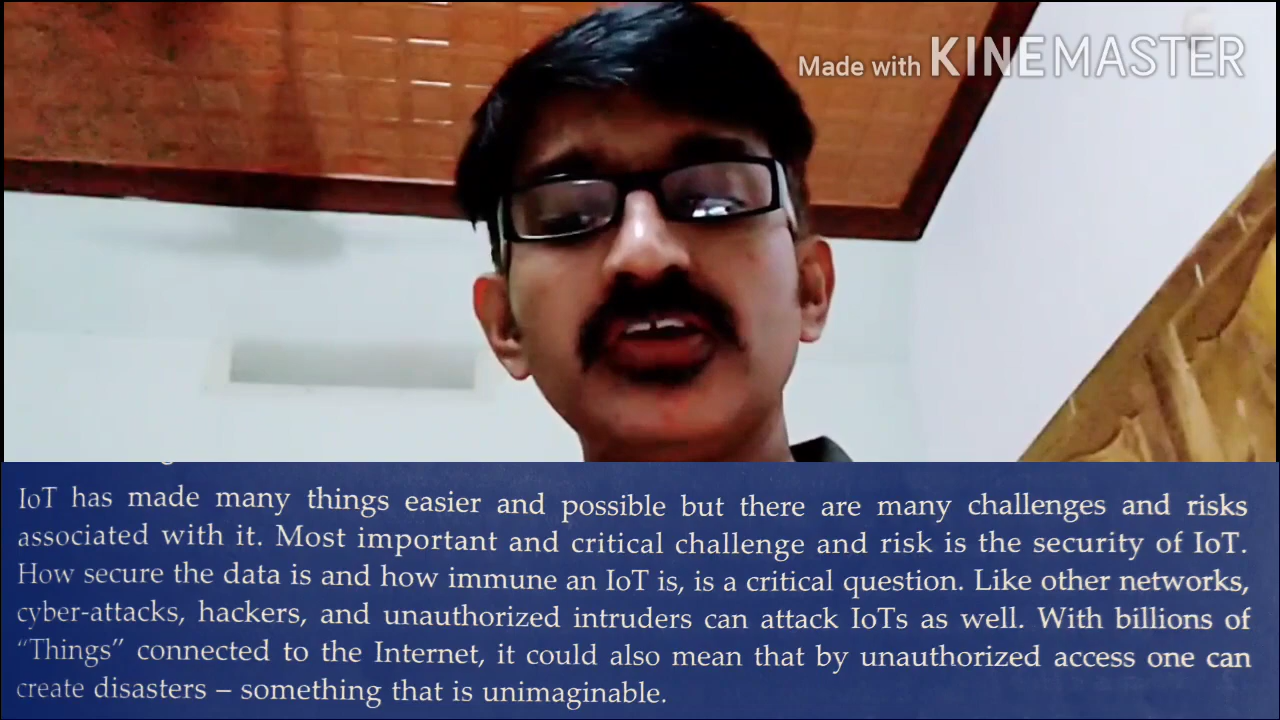 Made with KINEMASTER
IoT has made many things easier and possible but there are many challenges and risks
associated with it. Most important and critical challenge and risk is the security of IoT.
How secure the data is and how immune an IoT is, is a critical question. Like other networks,
cyber-attacks, hackers, and unauthorized intruders can attack IoTs as well. With billions of
“Things” connected to the Internet, it could also mean that by unauthorized access one can
create disasters – something that is unimaginable.